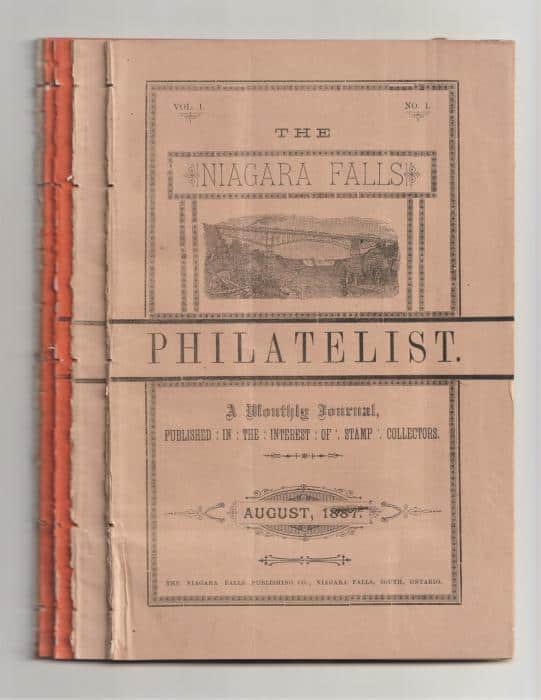 VOL. 1. NO. 1.
THE
NIAGARA FALLS
PHILATELIST.
A Monthly Journal,
PUBLISHED : IN : THE : INTEREST : OF : STAMP : COLLECTORS.
AUGUST, 1887.
THE NIAGARA FALLS PUBLISHING CO., NIAGARA FALLS, SOUTH, ONTARIO.